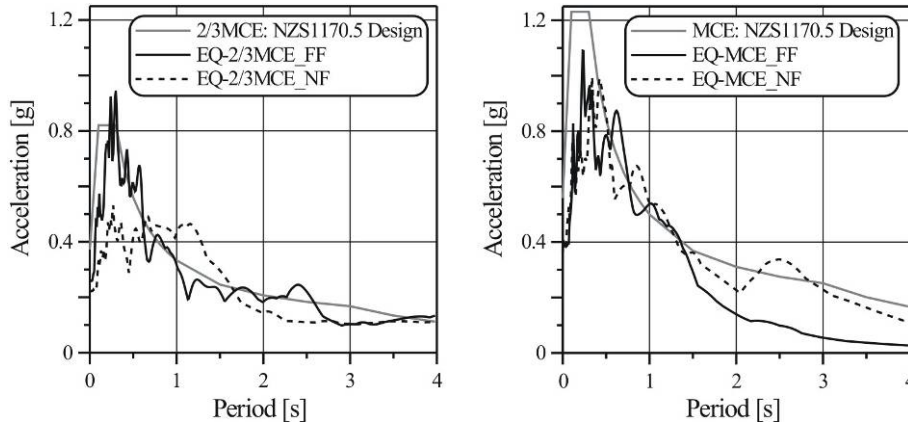 1.2
0.8
0.4
0
Acceleration [g]
2/3MCE: NZS1170.5 Design
EQ-2/3MCE_FF
EQ-2/3MCE_NF
0 1 2 3 4
Period [s]
1.2
0.8
0.4
0
Acceleration [g]
MCE: NZS1170.5 Design
EQ-MCE_FF
EQ-MCE_NF
0 1 2 3 4
Period [s]